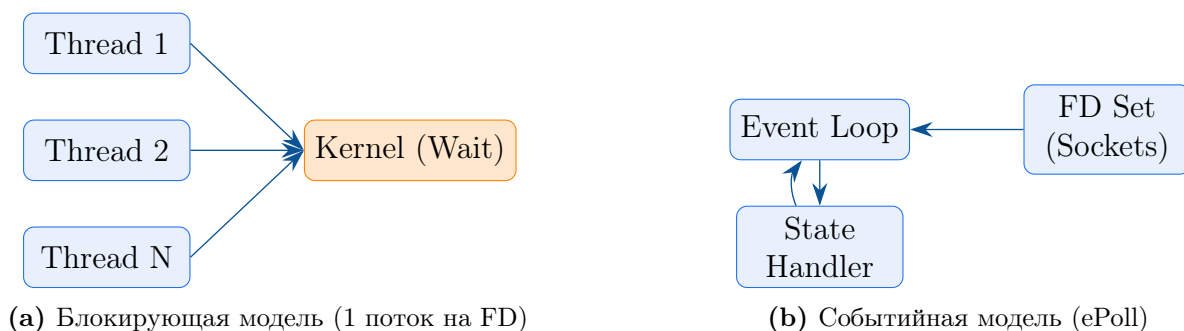 Thread 1
Thread 2
Thread N
Kernel (Wait)
(a) Блокирующая модель (1 поток на FD)
Event Loop
FD Set
(Sockets)
State
Handler
(b) Событийная модель (ePoll)